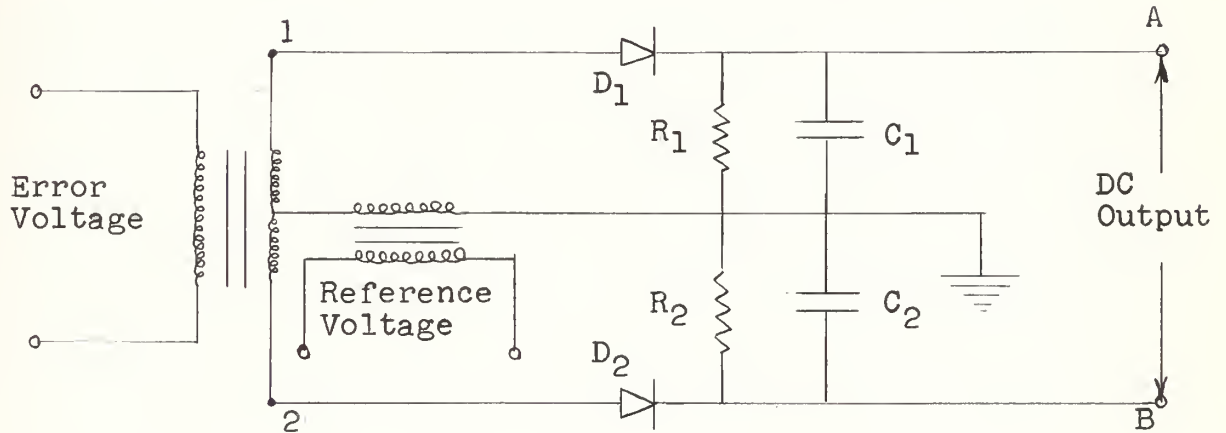 1
A
D1
R1
C1
Error
Voltage
DC
Output
Reference
Voltage
R2
C2
D2
2
B